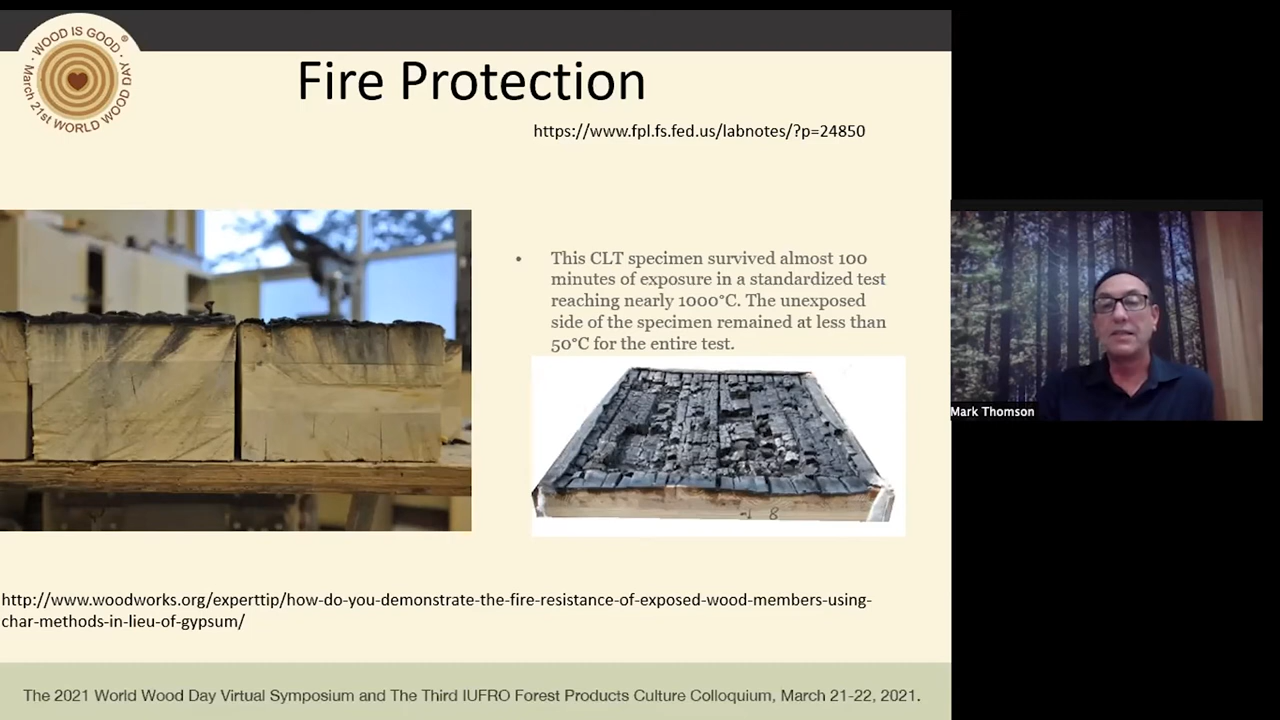 WOOD IS GOOD ®
March 21st WORLD WOOD DAY
Fire Protection
https://www.fpl.fs.fed.us/labnotes/?p=24850
• This CLT specimen survived almost 100
minutes of exposure in a standardized test
reaching nearly 1000°C. The unexposed
side of the specimen remained at less than
50°C for the entire test.
8
Mark Thomson
http://www.woodworks.org/experttip/how-do-you-demonstrate-the-fire-resistance-of-exposed-wood-members-using-
char-methods-in-lieu-of-gypsum/
The 2021 World Wood Day Virtual Symposium and The Third IUFRO Forest Products Culture Colloquium, March 21-22, 2021.